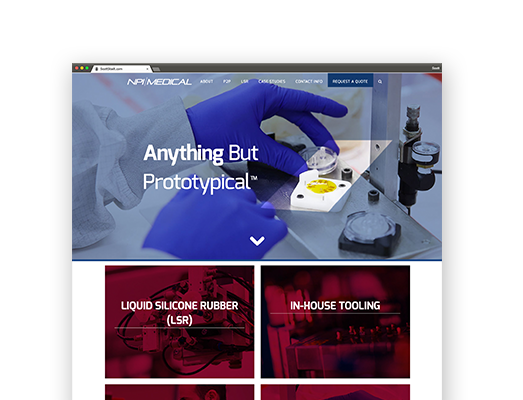 NPI/MEDICAL
ABOUT P2P LSR CASE STUDIES CONTACT INFO REQUEST A QUOTE
Anything But
Prototypical™
LIQUID SILICONE RUBBER
(LSR)
IN-HOUSE TOOLING